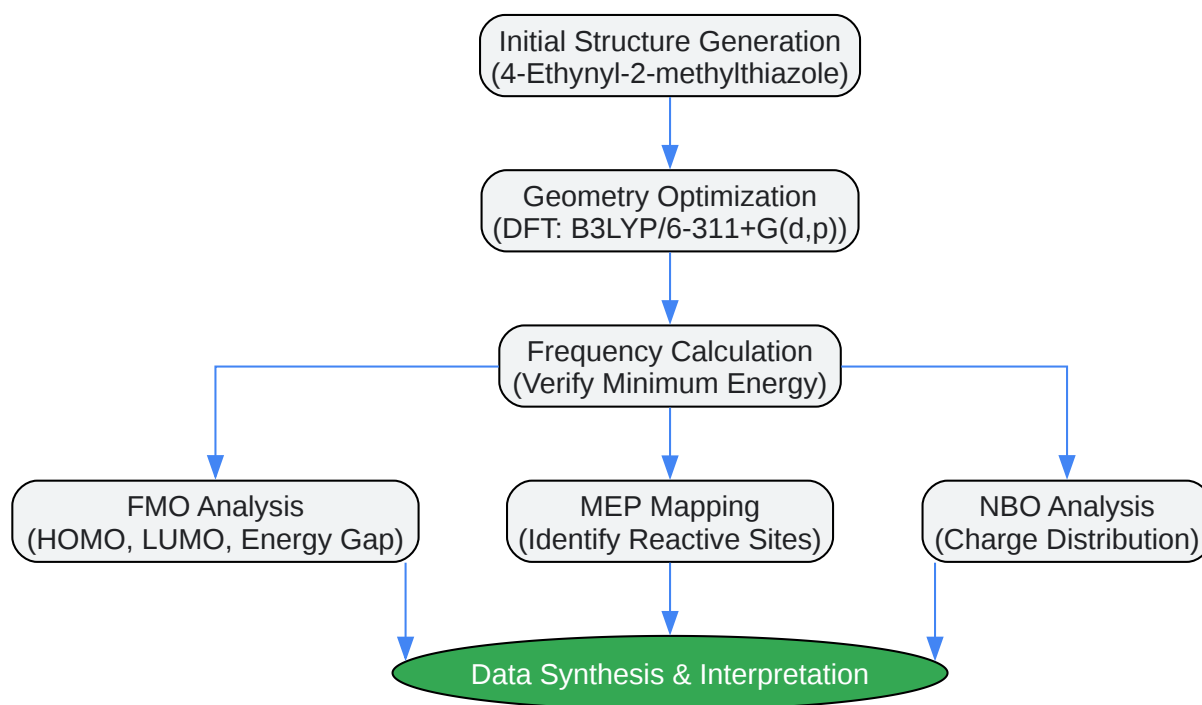 Initial Structure Generation
(4-Ethynyl-2-methylthiazole)
Geometry Optimization
(DFT: B3LYP/6-311+G(d,p))
Frequency Calculation
(Verify Minimum Energy)
FMO Analysis
(HOMO, LUMO, Energy Gap)
MEP Mapping
(Identify Reactive Sites)
NBO Analysis
(Charge Distribution)
Data Synthesis & Interpretation